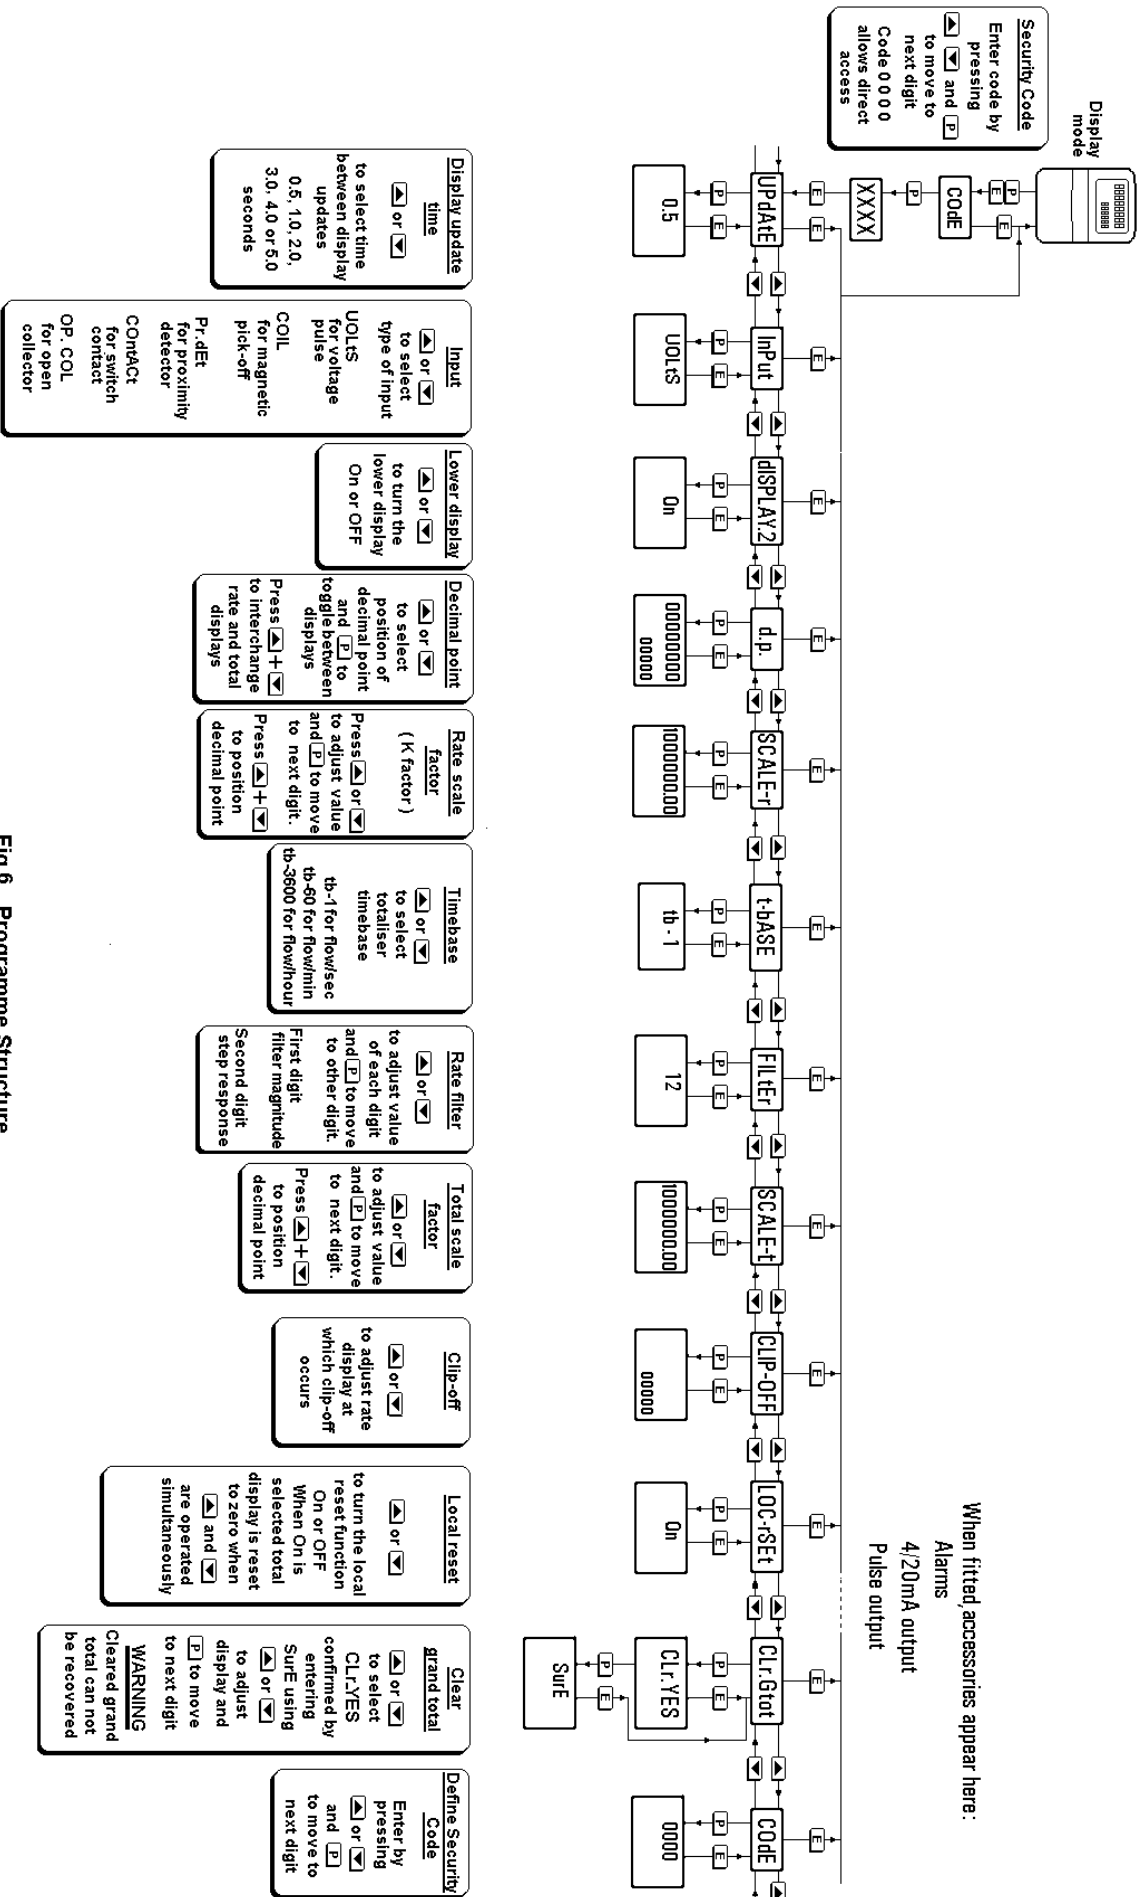 Display
mode
88888888
888888
Security Code
Enter code by
pressing
and P
to move to
next digit
Code 0 0 0 0
allows direct
access
P
E
E
COdE
P
XXXX
E
E
E
E
E
E
E
E
E
E
E
E
E
When fitted,accessories appear here:
Alarms
4/20mA output
Pulse output
UPdAtE
InPut
dISPLAY.2
d.p.
SCALE-r
t-bASE
FILtEr
SCALE-t
CLIP-OFF
LOC-rSEt
CLr.Gtot
COdE
P
E
P
E
P
E
P
E
P
E
P
E
P
E
P
E
P
E
P
E
P
E
P
E
0.5
UOLtS
On
00000000
00000
1000000.00
tb - 1
12
1000000.00
00000
On
CLr.YES
0000
P
E
SurE
Display update
time
or
to select time
between display
updates
0.5, 1.0, 2.0,
3.0, 4.0 or 5.0
seconds
Input
or
to select
type of input
UOLtS
for voltage
pulse
COIL
for magnetic
pick-off
Pr.dEt
for proximity
detector
COntACt
for switch
contact
OP. COL
for open
collector
Lower display
or
to turn the
lower display
On or OFF
Decimal point
or
to select
position of
decimal point
and P to
toggle between
displays
Press +
to interchange
rate and total
displays
Rate scale
factor
( K factor )
Press or
to adjust value
and P to move
to next digit.
Press +
to position
decimal point
Timebase
or
to select
totaliser
timebase
tb-1 for flow/sec
tb-60 for flow/min
tb-3600 for flow/hour
Rate filter
or
to adjust value
of each digit
and P to move
to other digit.
First digit
filter magnitude
Second digit
step response
Total scale
factor
or
to adjust value
and P to move
to next digit.
Press +
to position
decimal point
Clip-off
or
to adjust rate
display at
which clip-off
occurs
Local reset
or
to turn the local
reset function
On or OFF
When On is
selected total
display is reset
to zero when
and
are operated
simultaneously
Clear
grand total
or
to select
CLr.YES
confirmed by
entering
SurE using
or
to adjust
display and
P to move
to next digit
WARNING
Cleared grand
total can not
be recovered
Define Security
Code
Enter by
pressing
or
and P
to move to
next digit
Fig 6 Programme Structure